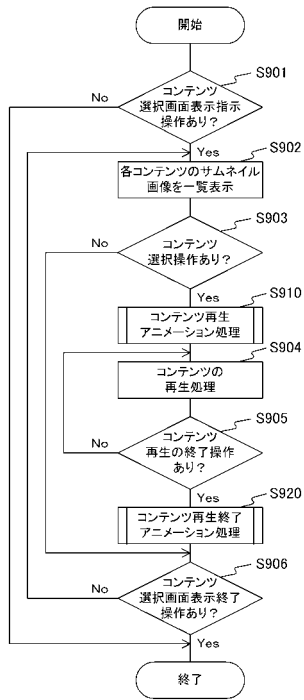 開始
S901
コンテンツ
選択画面表示指示
操作あり?
No
Yes
S902
各コンテンツのサムネイル
画像を一覧表示
S903
コンテンツ
選択操作あり?
No
Yes
S910
コンテンツ再生
アニメーション処理
S904
コンテンツの
再生処理
S905
コンテンツ
再生の終了操作
あり?
No
Yes
S920
コンテンツ再生終了
アニメーション処理
S906
コンテンツ
選択画面表示終了
操作あり?
No
Yes
終了